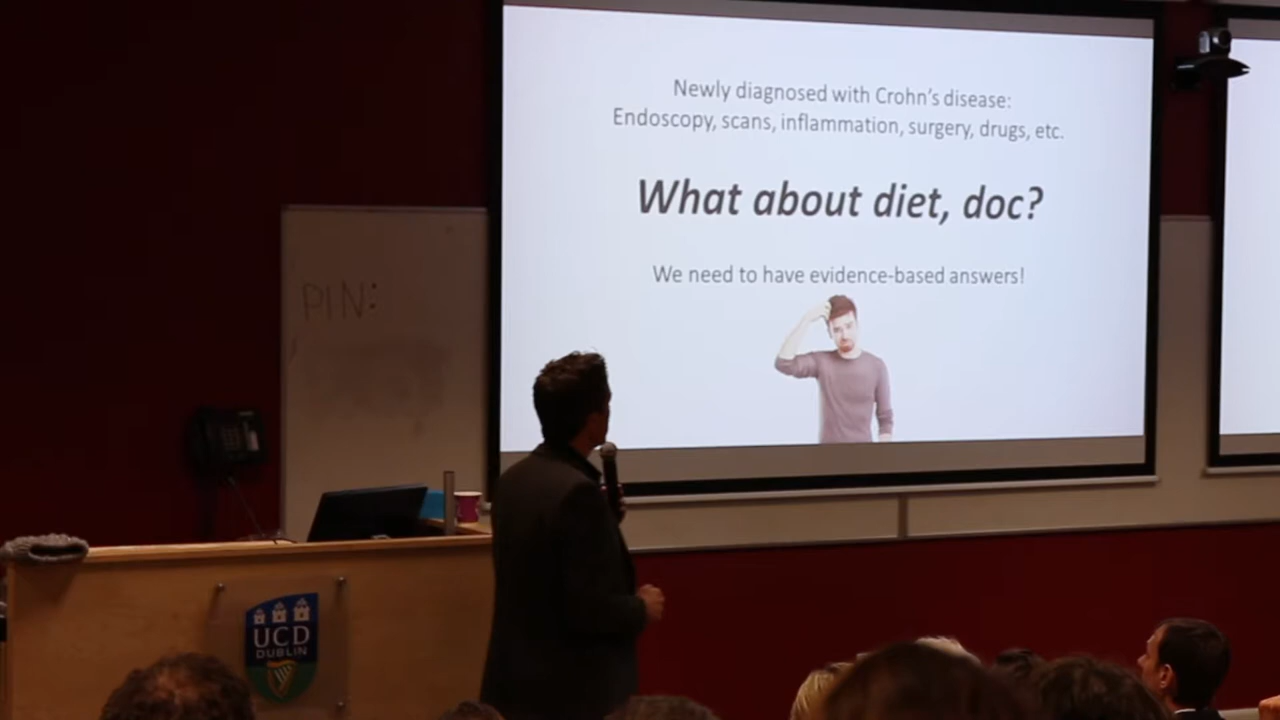 Newly diagnosed with Crohn's disease:
Endoscopy, scans, inflammation, surgery, drugs, etc.
What about diet, doc?
We need to have evidence-based answers!
PIN:
UCD
DUBLIN